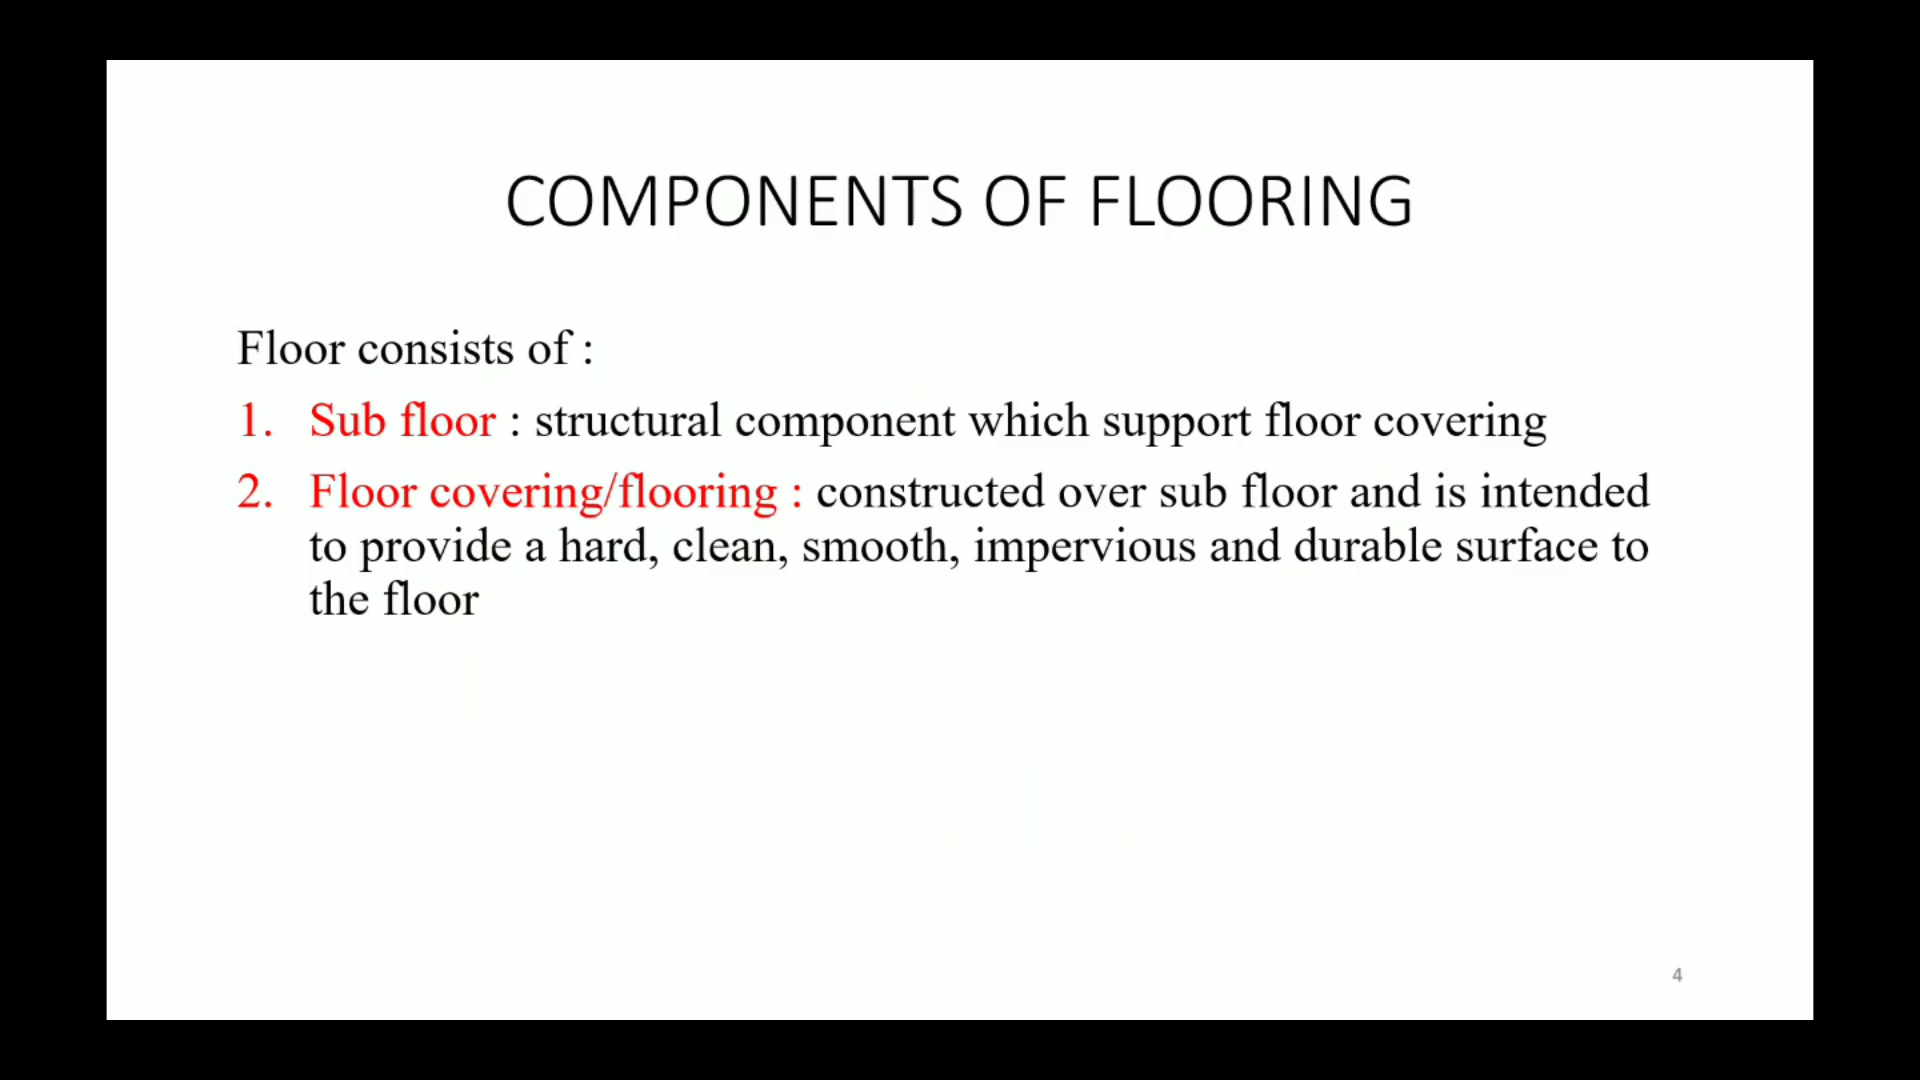 COMPONENTS OF FLOORING
Floor consists of :
1. Sub floor : structural component which support floor covering
2. Floor covering/flooring : constructed over sub floor and is intended
to provide a hard, clean, smooth, impervious and durable surface to
the floor
4